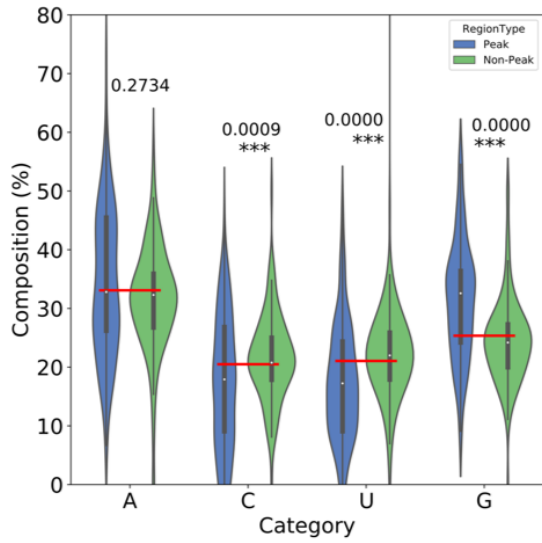 RegionType
Peak
Non-Peak
80
70
60
50
40
30
20
10
0
Composition (%)
0.2734
0.0009
***
0.0000
***
0.0000
***
A
C
U
G
Category